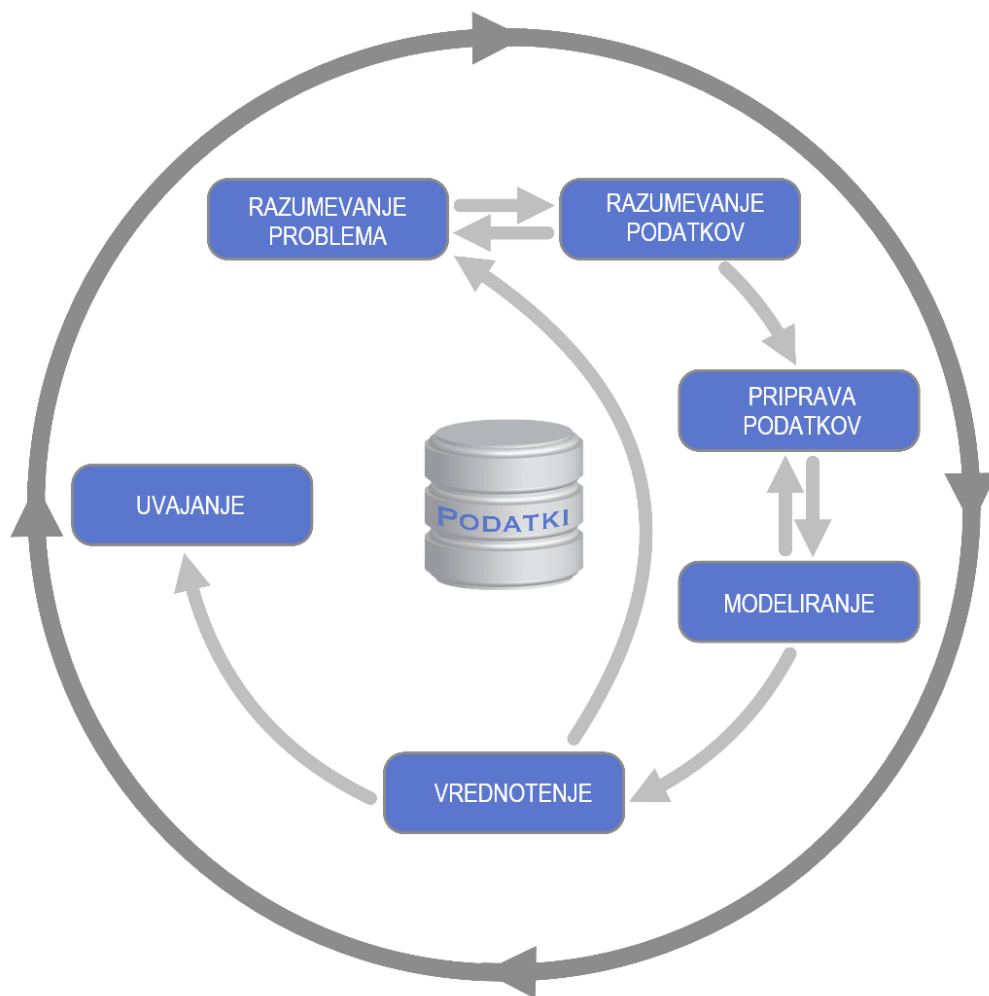 RAZUMEVANJE
PROBLEMA
RAZUMEVANJE
PODATKOV
PRIPRAVA
PODATKOV
UVAJANJE
PODATKI
MODELIRANJE
VREDNOTENJE